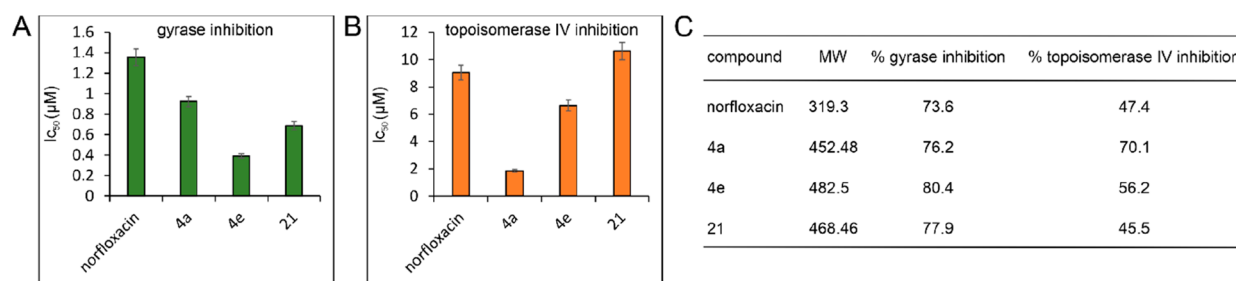 A
gyrase inhibition
Ic50 (µM)
1.6
1.4
1.2
1
0.8
0.6
0.4
0.2
0
norfloxacin
4a
4e
21
B
topoisomerase IV inhibition
Ic50 (µM)
12
10
8
6
4
2
0
norfloxacin
4a
4e
21
C
compound MW % gyrase inhibition % topoisomerase IV inhibition
norfloxacin 319.3 73.6 47.4
4a 452.48 76.2 70.1
4e 482.5 80.4 56.2
21 468.46 77.9 45.5